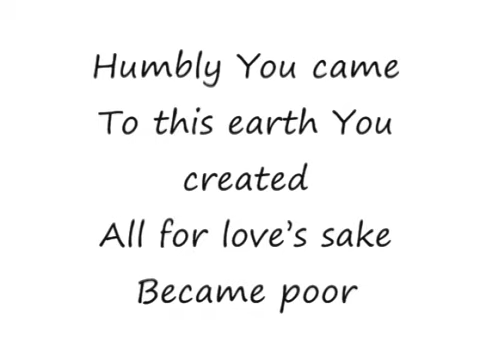 Humbly You came
To this earth You
created
All for love's sake
Became poor